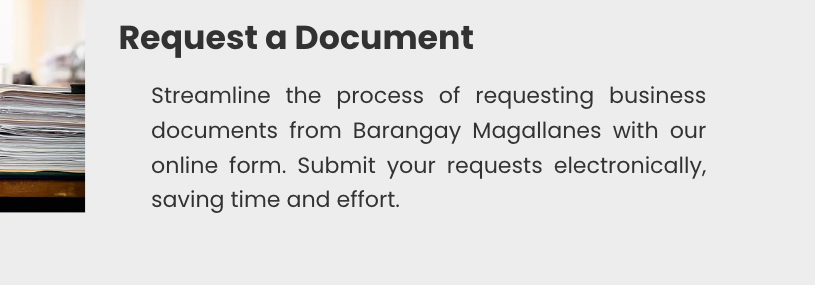 Request a Document
Streamline the process of requesting business
documents from Barangay Magallanes with our
online form. Submit your requests electronically,
saving time and effort.